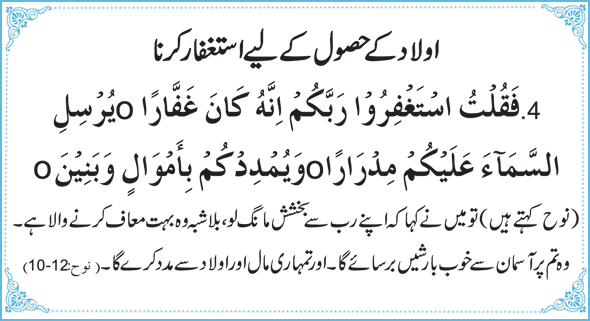 اولاد کے حصول کے لیے استغفار کرنا
4.فَقُلْتُ اسْتَغْفِرُوْا رَبَّكُمْ اِنَّهُ كَانَ غَفَّارًا oيُرْسِلِ
السَّمَآءَ عَلَيْكُمْ مِدْرَارًاoوَيُمْدِدْكُمْ بِأَمْوَالٍ وَبَنِيْنَ o
(نوح کہتے ہیں) تو میں نے کہا کہ اپنے رب سے بخشش مانگ لو، بلاشبہ وہ بہت معاف کرنے والا ہے۔
وہ تم پر آسمان سے خوب بارشیں برسائے گا۔ اور تمہاری مال اور اولاد سے مدد کرے گا۔ (نوح:12-10)